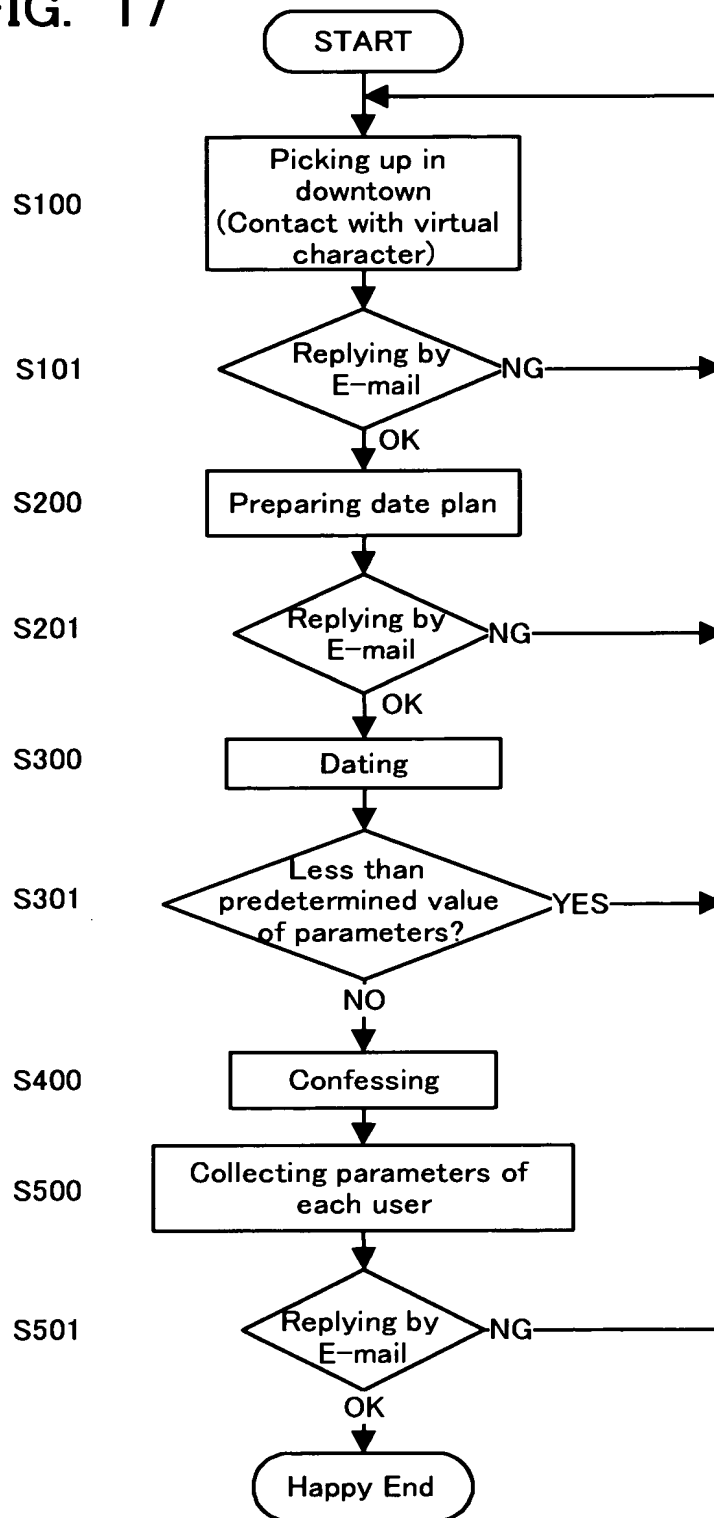 FIG. 17
START
S100
Picking up in
downtown
(Contact with virtual
character)
S101
Replying by
E-mail
NG
OK
S200
Preparing date plan
S201
Replying by
E-mail
NG
OK
S300
Dating
S301
Less than
predetermined value
of parameters?
YES
NO
S400
Confessing
S500
Collecting parameters of
each user
S501
Replying by
E-mail
NG
OK
Happy End